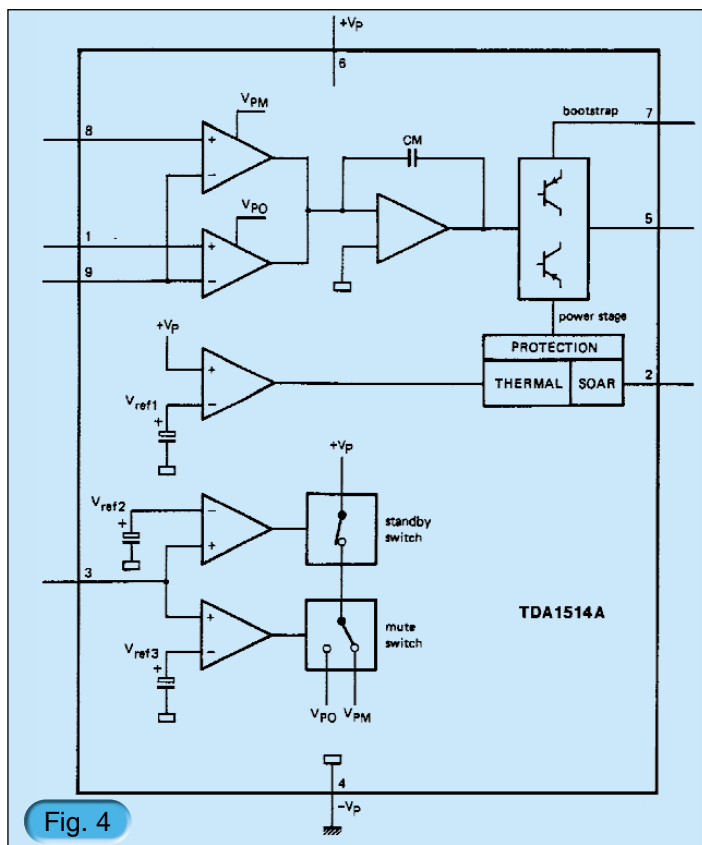 +VP
6
VPM
bootstrap
7
8
CM
+
−
VPO
5
1
+
9
−
power stage
+VP
PROTECTION
+
THERMAL
SOAR
2
Vref1
−
+
+VP
Vref2
−
standby
switch
+
+
3
TDA1514A
+
mute
switch
Vref3
−
+
VPO
VPM
4
−VP
Fig. 4